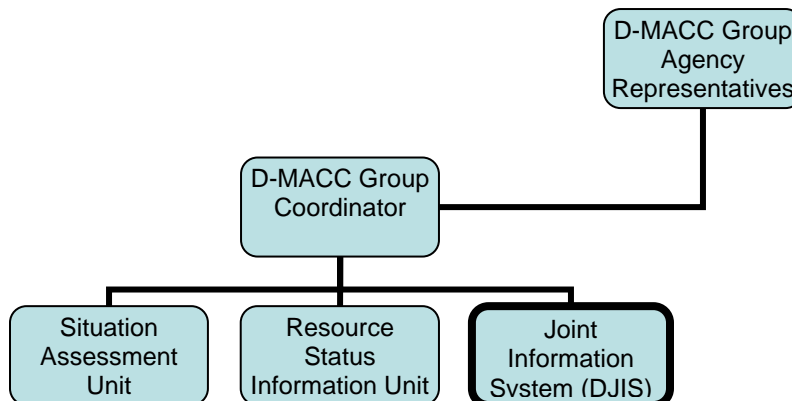 D-MACC Group
Agency
Representatives
D-MACC Group
Coordinator
Situation
Assessment
Unit
Resource
Status
Information Unit
Joint
Information
System (DJIS)